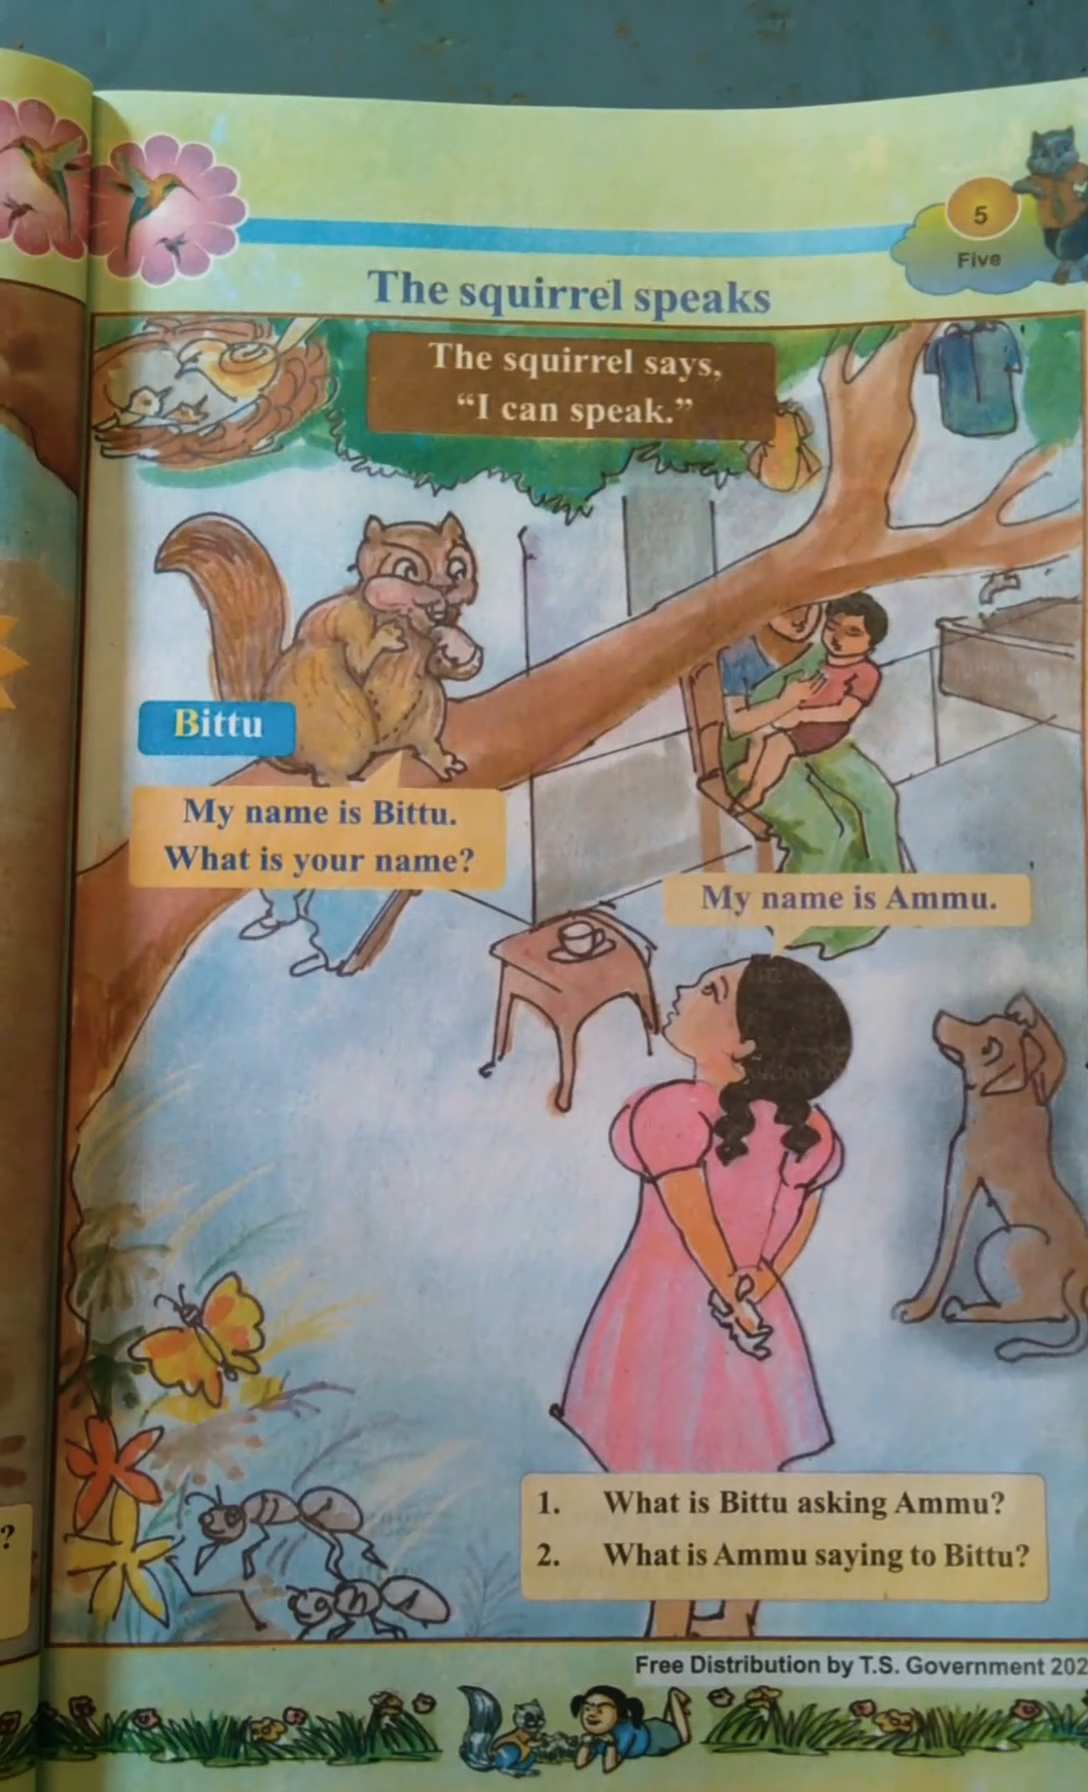 5
Five
The squirrel speaks
The squirrel says,
“I can speak.”
Bittu
My name is Bittu.
What is your name?
My name is Ammu.
1. What is Bittu asking Ammu?
2. What is Ammu saying to Bittu?
?
Free Distribution by T.S. Government 202